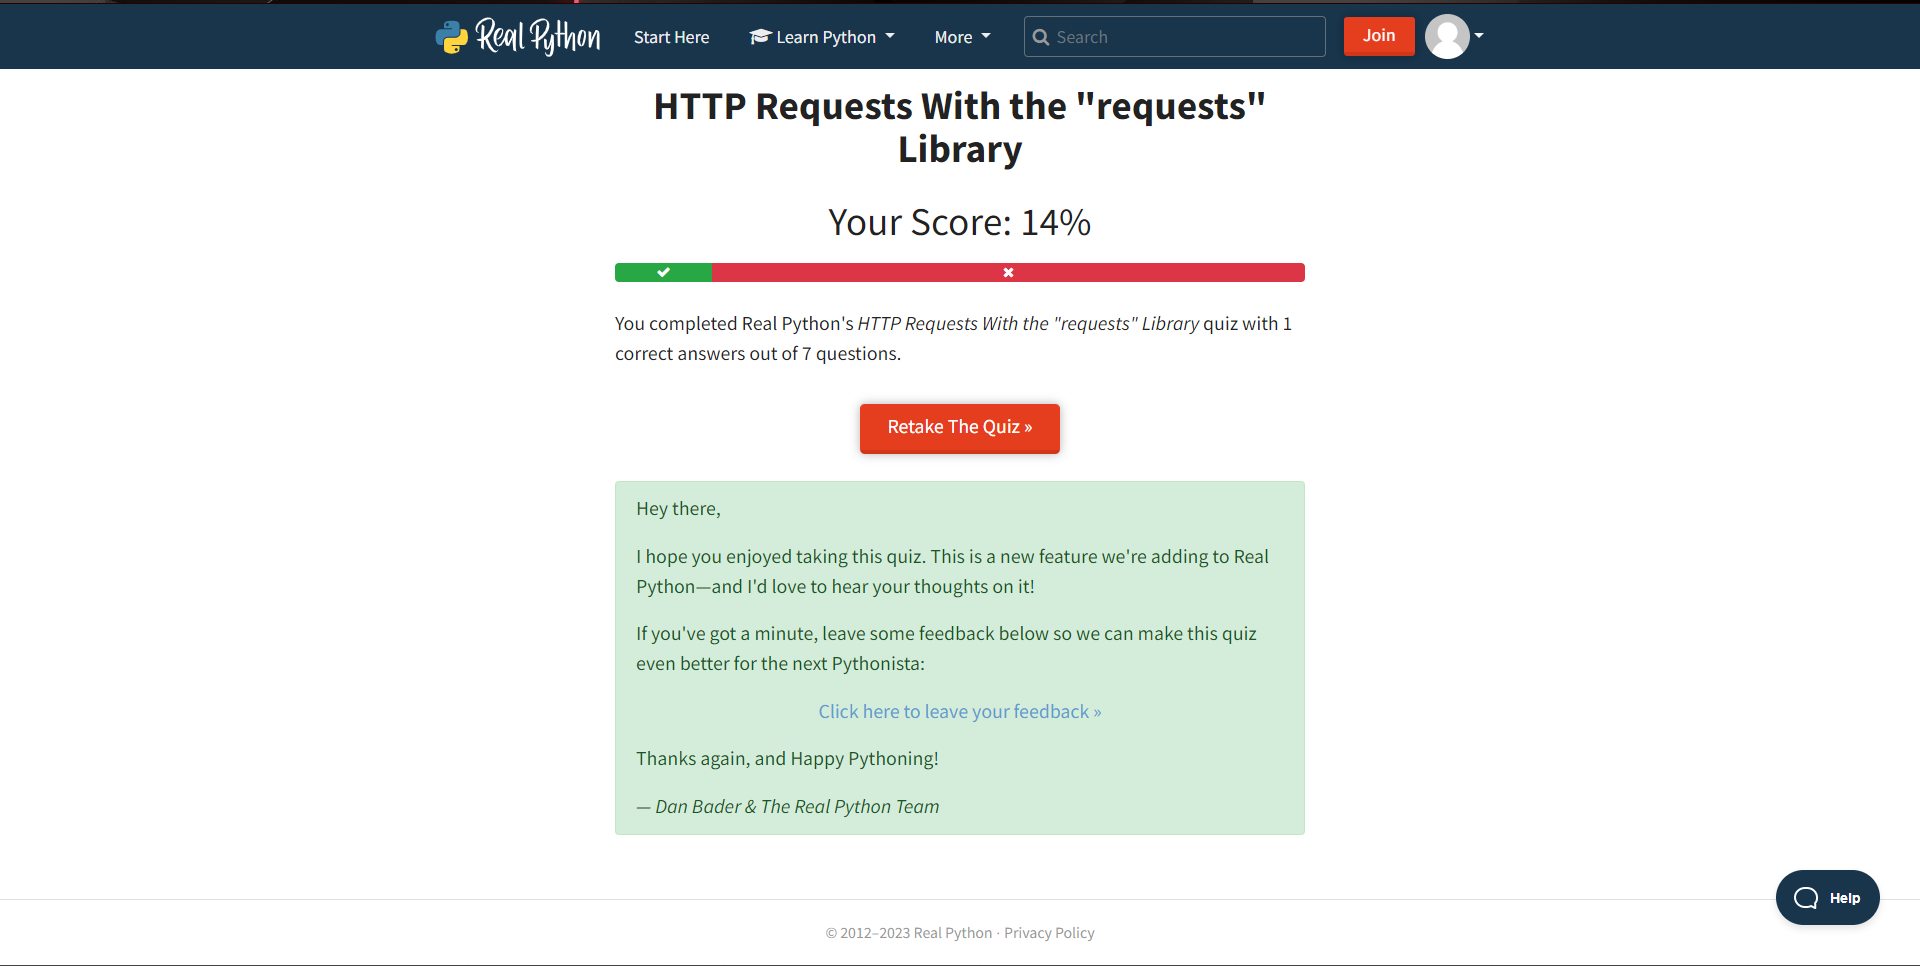 Real Python
Start Here
Learn Python
More
Search
Join
HTTP Requests With the "requests"
Library
Your Score: 14%
You completed Real Python's HTTP Requests With the "requests" Library quiz with 1
correct answers out of 7 questions.
Retake The Quiz »
Hey there,
I hope you enjoyed taking this quiz. This is a new feature we're adding to Real
Python—and I'd love to hear your thoughts on it!
If you've got a minute, leave some feedback below so we can make this quiz
even better for the next Pythonista:
Click here to leave your feedback »
Thanks again, and Happy Pythoning!
— Dan Bader & The Real Python Team
Help
© 2012–2023 Real Python · Privacy Policy